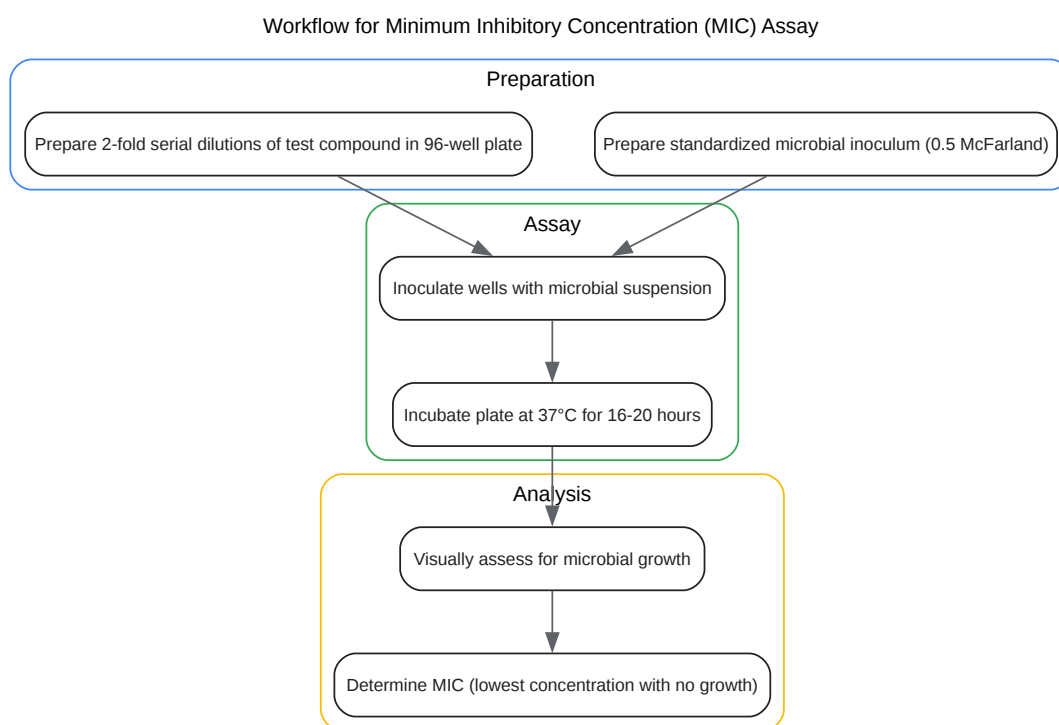 Workflow for Minimum Inhibitory Concentration (MIC) Assay
Preparation
Prepare 2-fold serial dilutions of test compound in 96-well plate
Prepare standardized microbial inoculum (0.5 McFarland)
Assay
Inoculate wells with microbial suspension
Incubate plate at 37°C for 16-20 hours
Analysis
Visually assess for microbial growth
Determine MIC (lowest concentration with no growth)